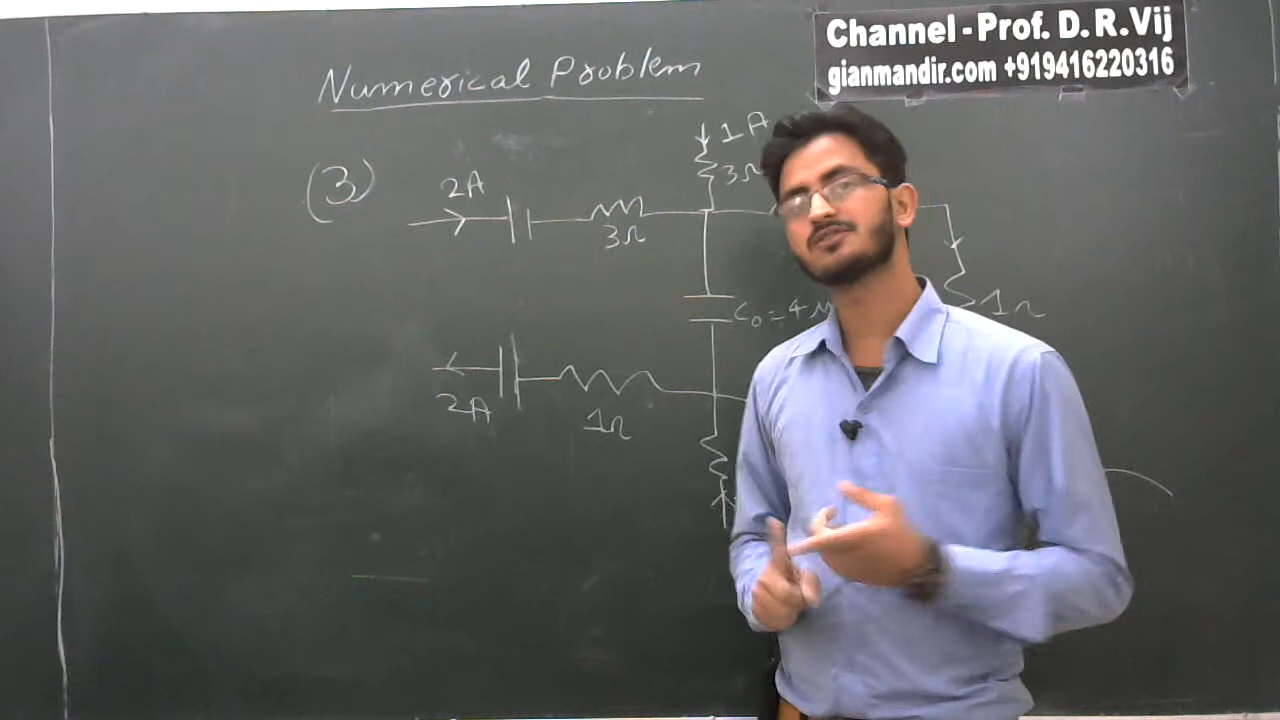 Channel - Prof. D. R. Vij
gianmandir.com +919416220316
Numerical Problem
(3)
2A
3Ω
1A
3Ω
C₀ = 4 μ
1Ω
2A
1Ω